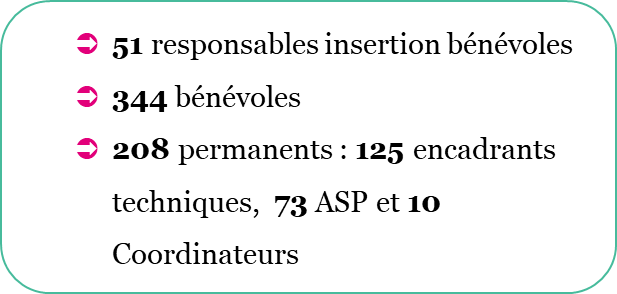 ➲ 51 responsables insertion bénévoles
➲ 344 bénévoles
➲ 208 permanents : 125 encadrants
techniques,  73 ASP et 10
Coordinateurs